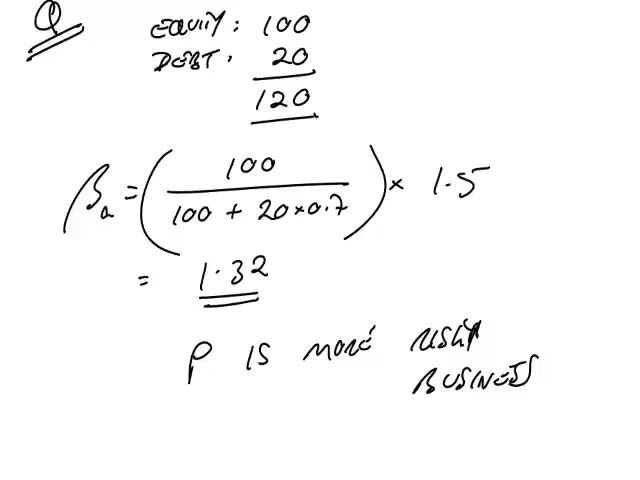 Q
EQUITY: 100
DEBT: 20
120
βa = (100 / (100 + 20×0.7)) × 1.5
= 1.32
P IS MORE RISKY
BUSINESS